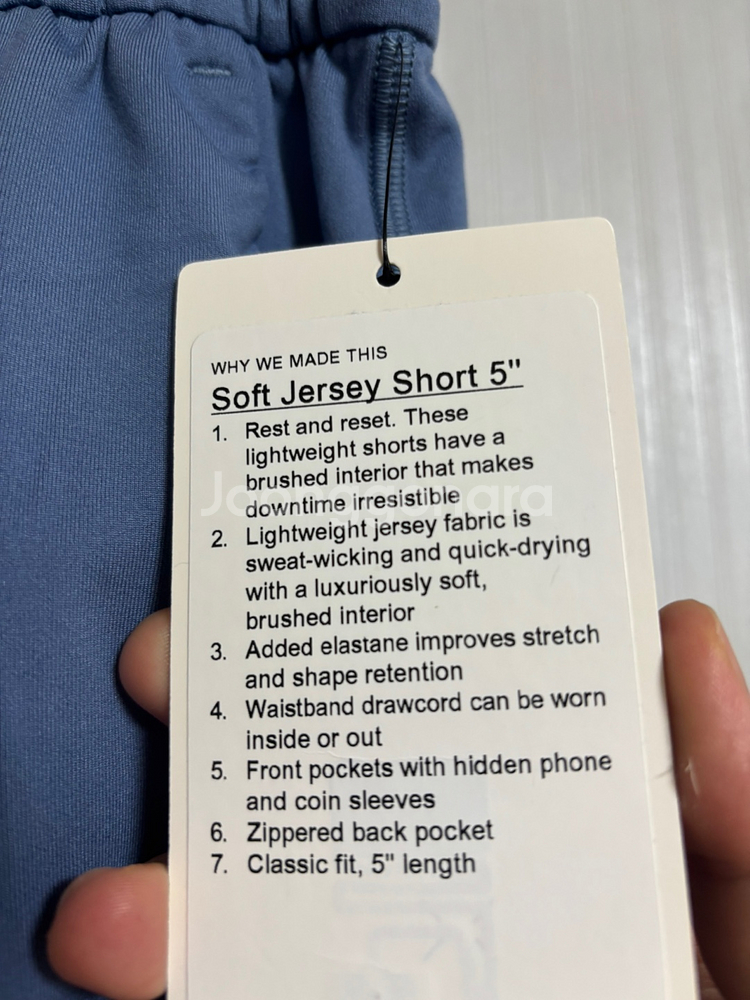 WHY WE MADE THIS
Soft Jersey Short 5"
1. Rest and reset. These
lightweight shorts have a
brushed interior that makes
downtime irresistible
2. Lightweight jersey fabric is
sweat-wicking and quick-drying
with a luxuriously soft,
brushed interior
3. Added elastane improves stretch
and shape retention
4. Waistband drawcord can be worn
inside or out
5. Front pockets with hidden phone
and coin sleeves
6. Zippered back pocket
7. Classic fit, 5" length
Joonggonara